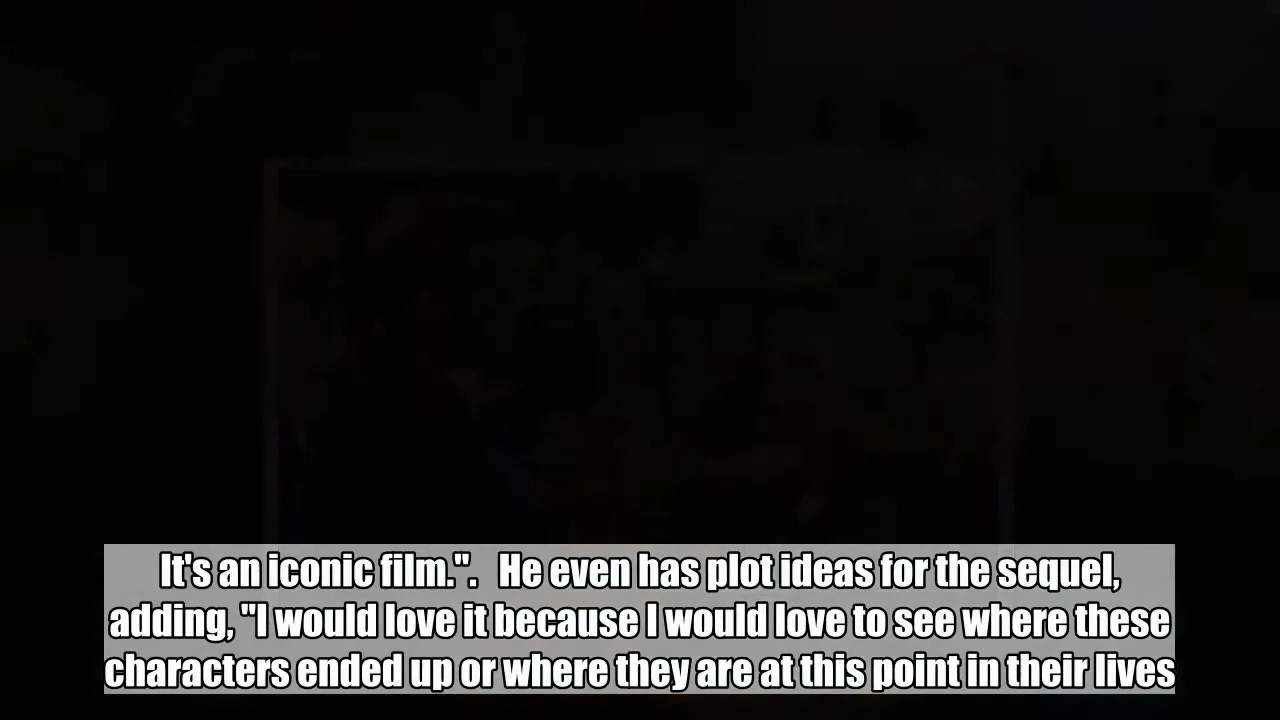 It's an iconic film.".   He even has plot ideas for the sequel,
adding, "I would love it because I would love to see where these
characters ended up or where they are at this point in their lives